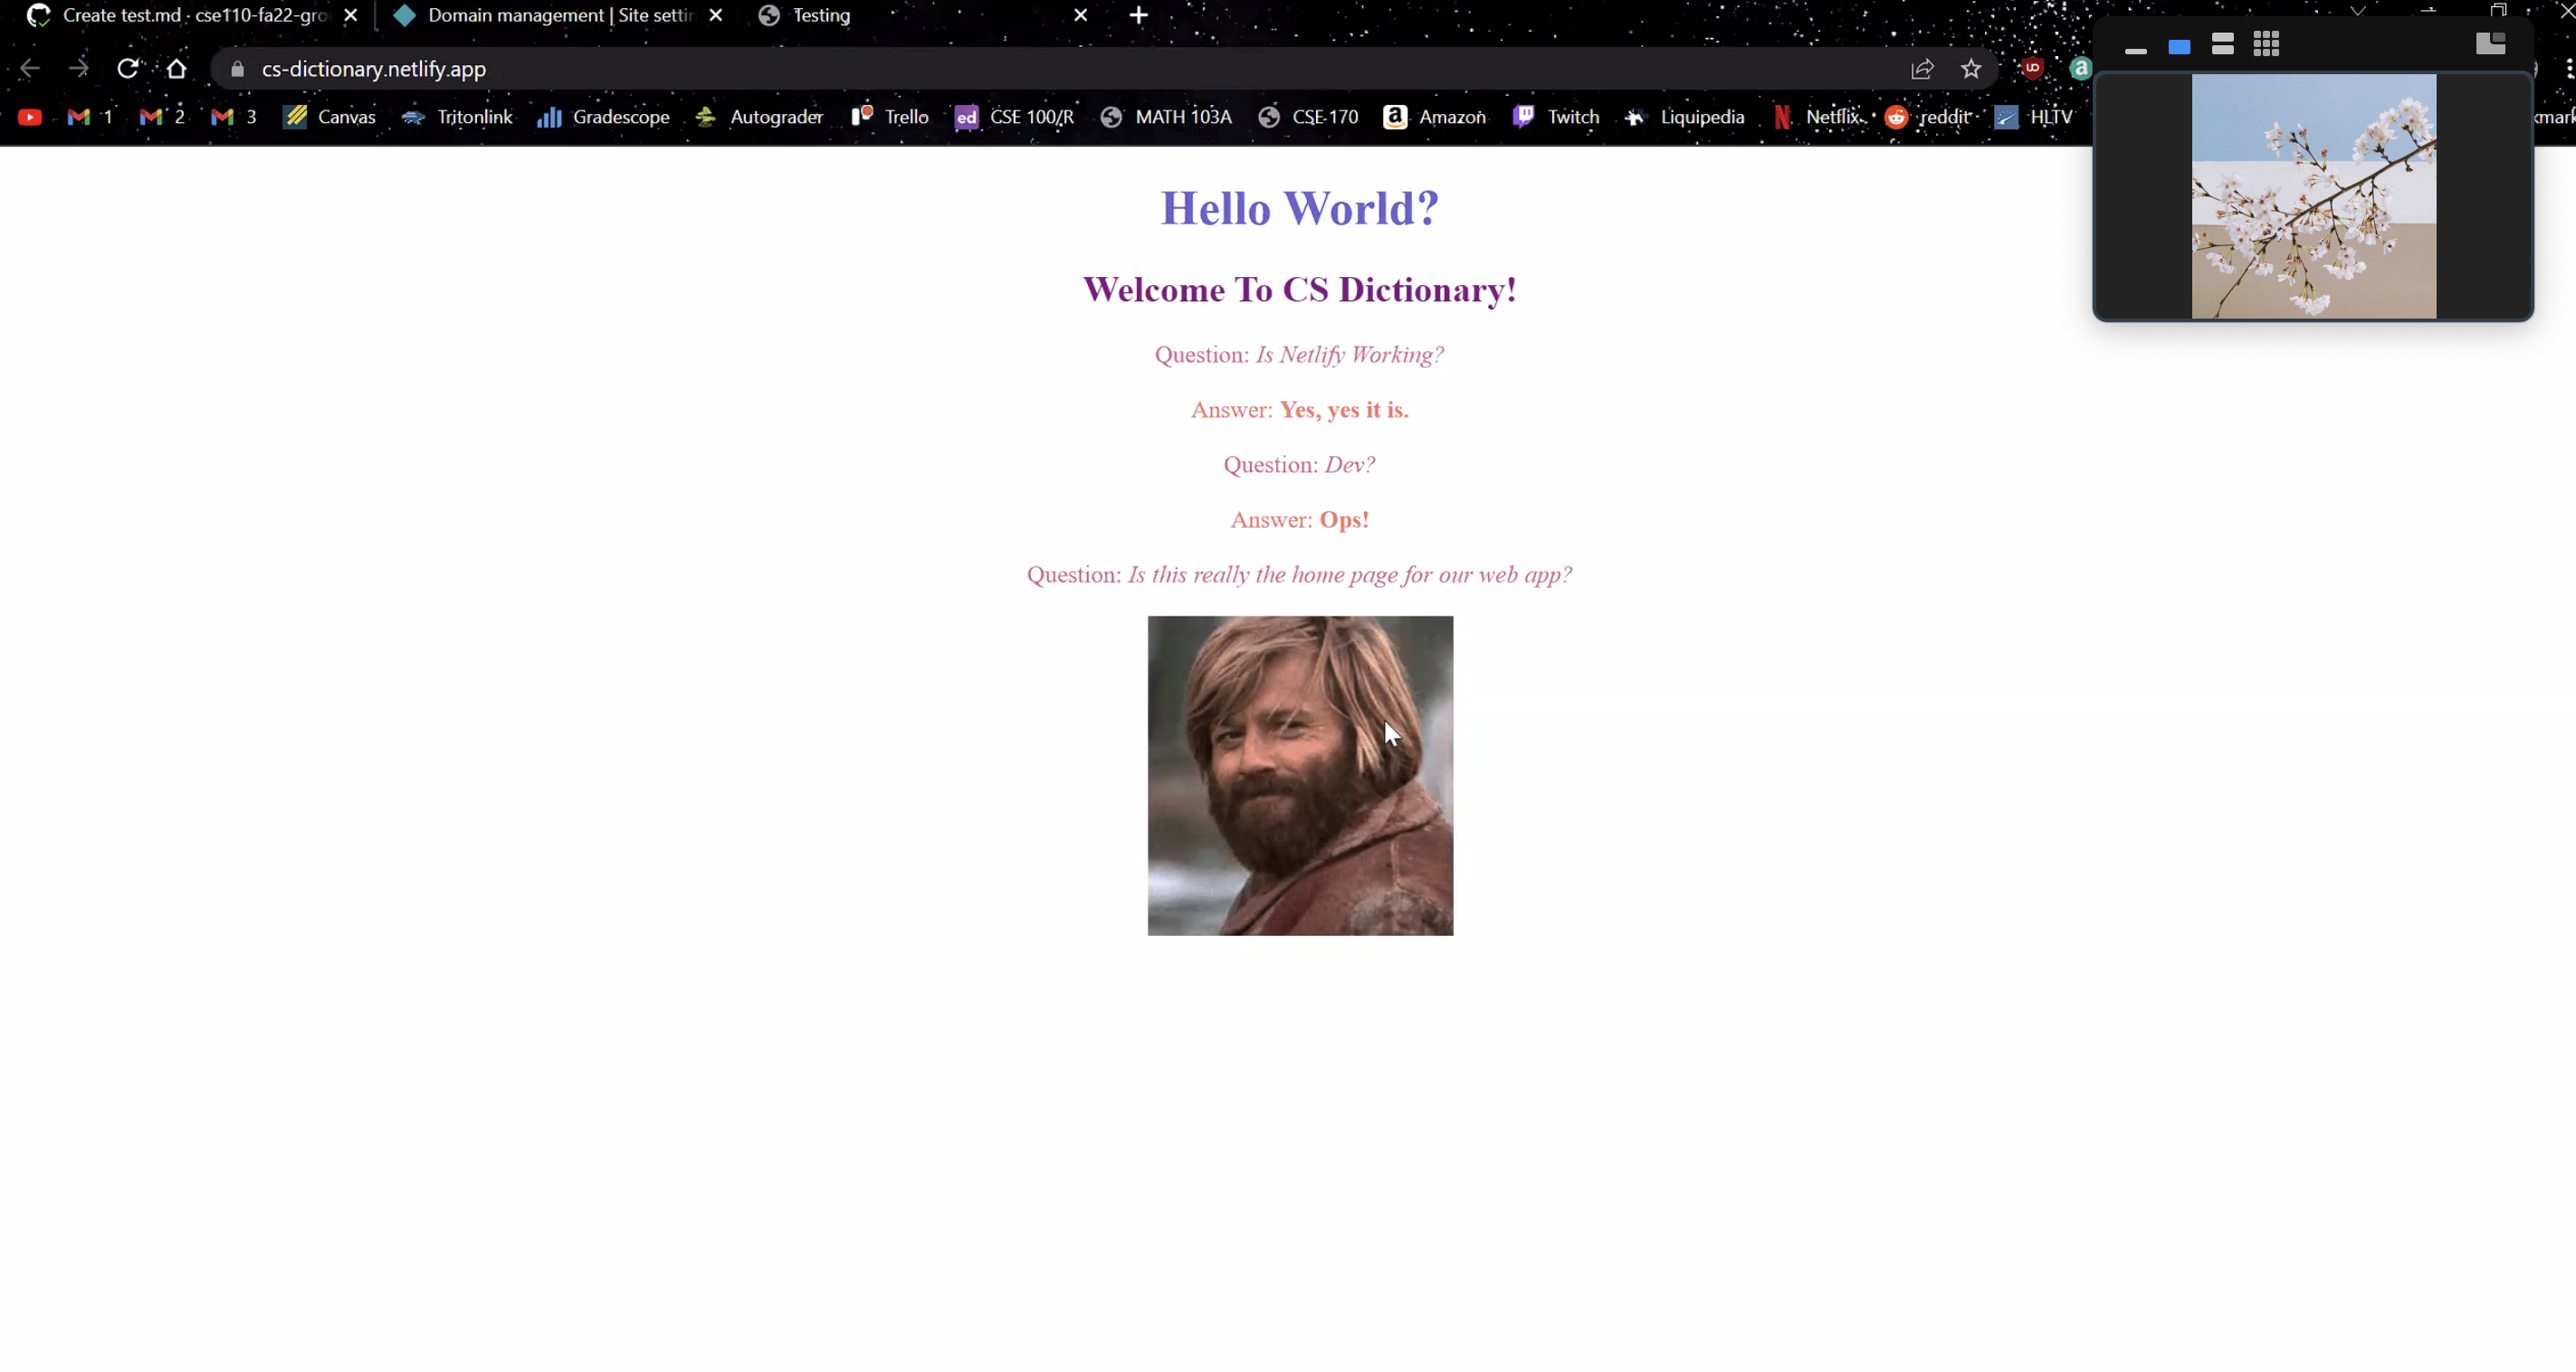 Create test.md · cse110-fa22-gro
Domain management | Site settin
Testing
cs-dictionary.netlify.app
1
2
3
Canvas
Tritonlink
Gradescope
Autograder
Trello
ed
CSE 100/R
MATH 103A
CSE 170
Amazon
Twitch
Liquipedia
Netflix
reddit
HLTV
kmark
Hello World?
Welcome To CS Dictionary!
Question: Is Netlify Working?
Answer: Yes, yes it is.
Question: Dev?
Answer: Ops!
Question: Is this really the home page for our web app?